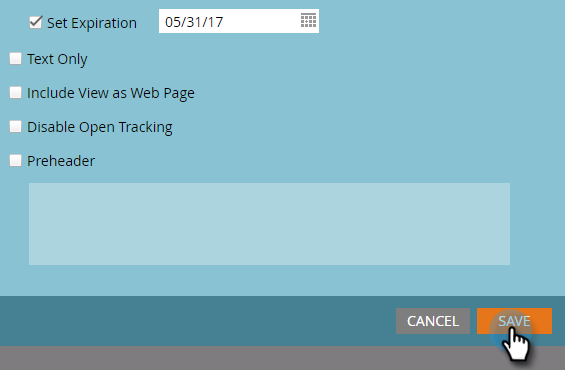 Set Expiration 05/31/17
Text Only
Include View as Web Page
Disable Open Tracking
Preheader
CANCEL SAVE